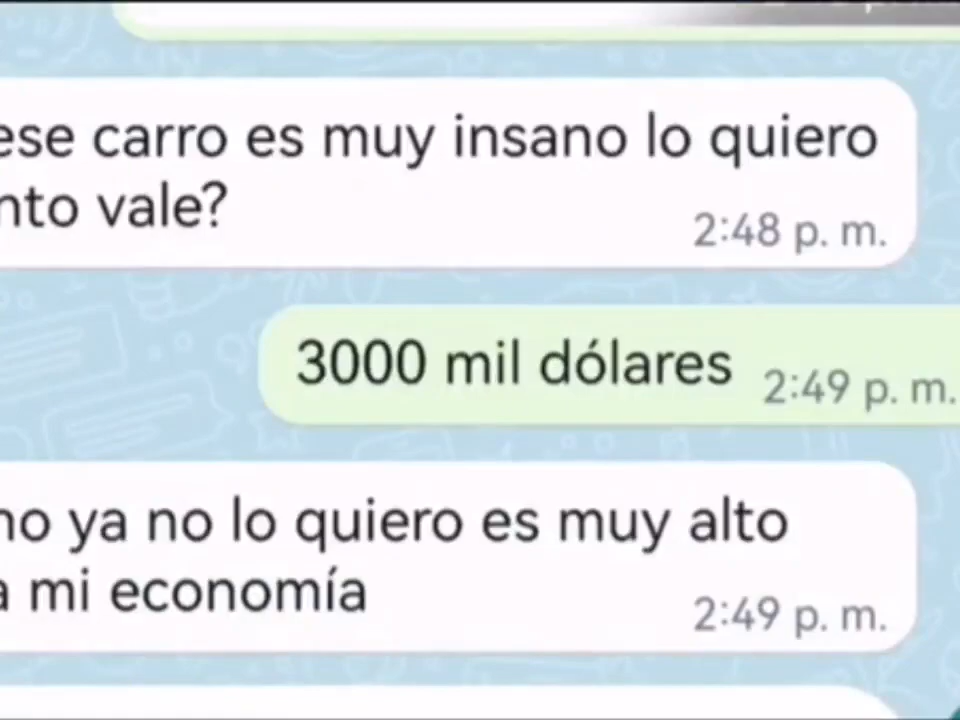 ese carro es muy insano lo quiero
nto vale?
2:48 p. m.
3000 mil dólares 2:49 p. m.
no ya no lo quiero es muy alto
a mi economía
2:49 p. m.